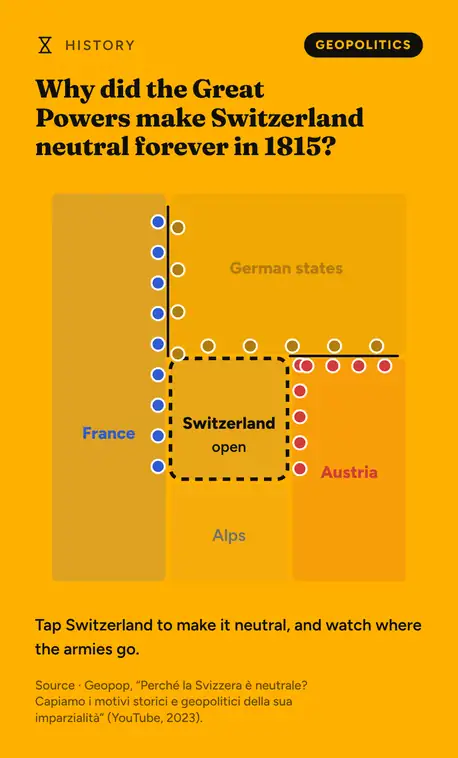 HISTORY
GEOPOLITICS
Why did the Great
Powers make Switzerland
neutral forever in 1815?
German states
Switzerland
open
France
Austria
Alps
Tap Switzerland to make it neutral, and watch where
the armies go.
Source · Geopop, “Perché la Svizzera è neutrale?
Capiamo i motivi storici e geopolitici della sua
imparzialità” (YouTube, 2023).